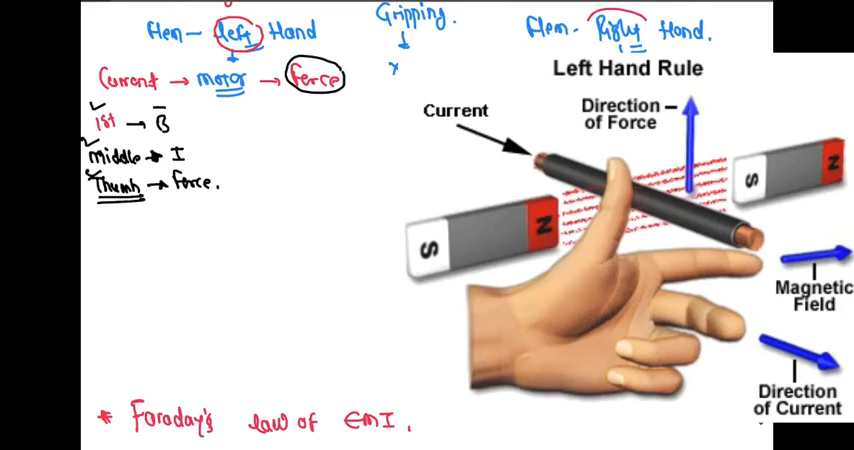 Flem- left Hand
Gripping.
Flem. Right Hand.
Current → motor → force
x
1st → B̅
middle → I
Thumb → force.
Left Hand Rule
Current
Direction
of Force
S
N
S
N
Magnetic
Field
Direction
of Current
* Faraday's law of EMI.